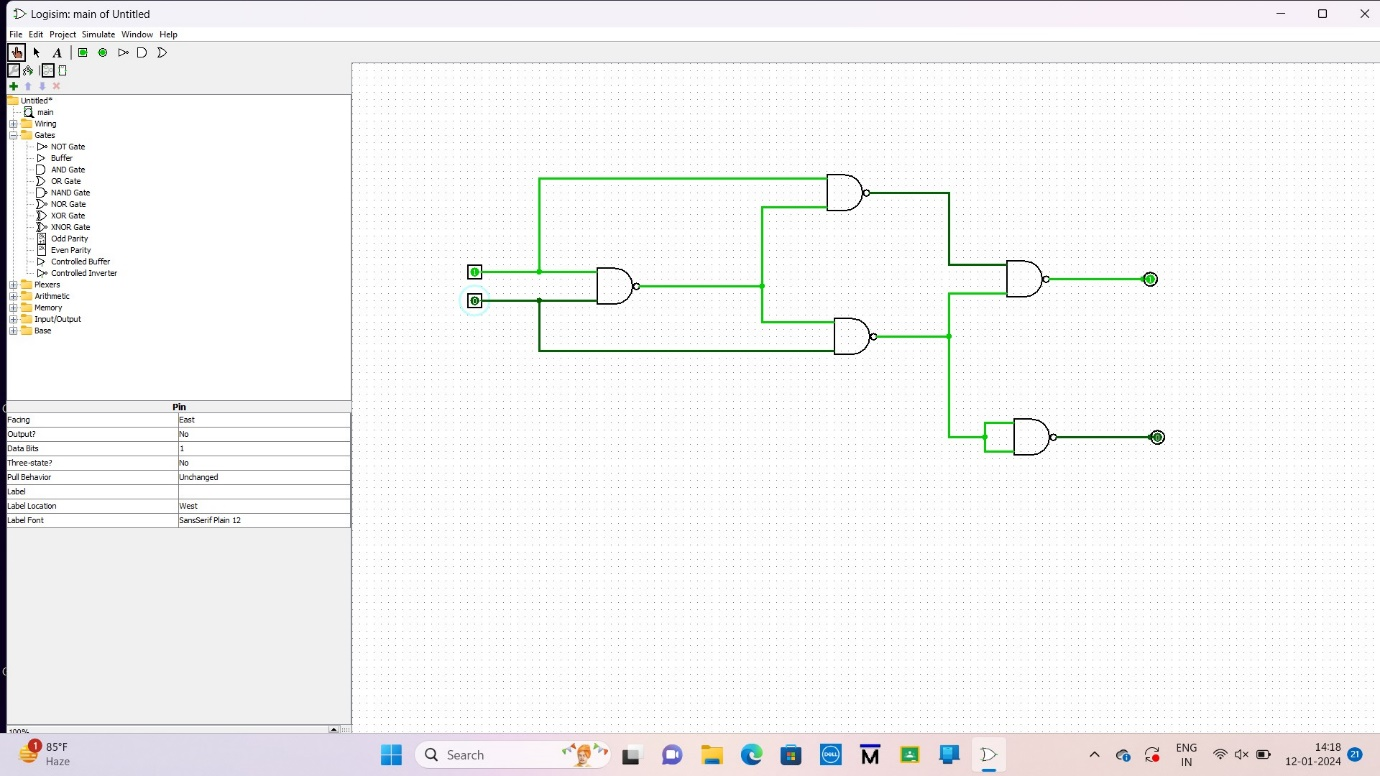 Logisim: main of Untitled
File Edit Project Simulate Window Help
A
Untitled*
main
Wiring
Gates
NOT Gate
Buffer
AND Gate
OR Gate
NAND Gate
NOR Gate
XOR Gate
XNOR Gate
Odd Parity
Even Parity
Controlled Buffer
Controlled Inverter
Plexers
Arithmetic
Memory
Input/Output
Base
1
0
1
0
Pin
Facing East
Output? No
Data Bits 1
Three-state? No
Pull Behavior Unchanged
Label
Label Location West
Label Font SansSerif Plain 12
100%
1
85°F
Haze
Search
DELL
M
ENG
IN
14:18
12-01-2024
21